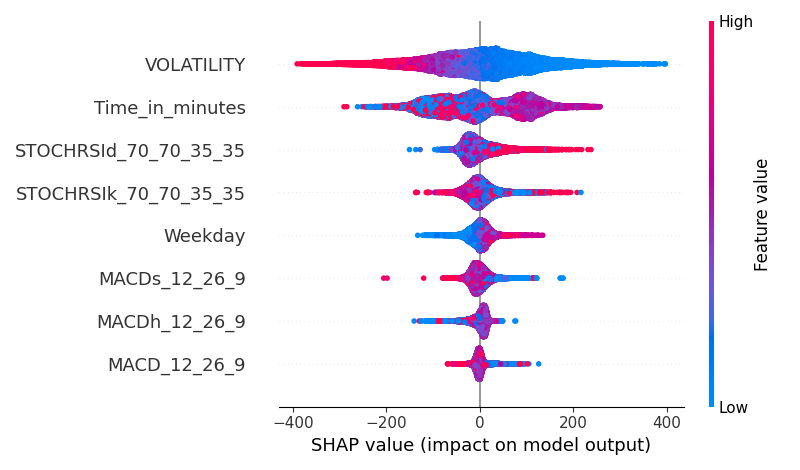 High
VOLATILITY
Time_in_minutes
STOCHRSId_70_70_35_35
STOCHRSIk_70_70_35_35
Weekday
MACDs_12_26_9
MACDh_12_26_9
MACD_12_26_9
Feature value
Low
−400 −200 0 200 400
SHAP value (impact on model output)